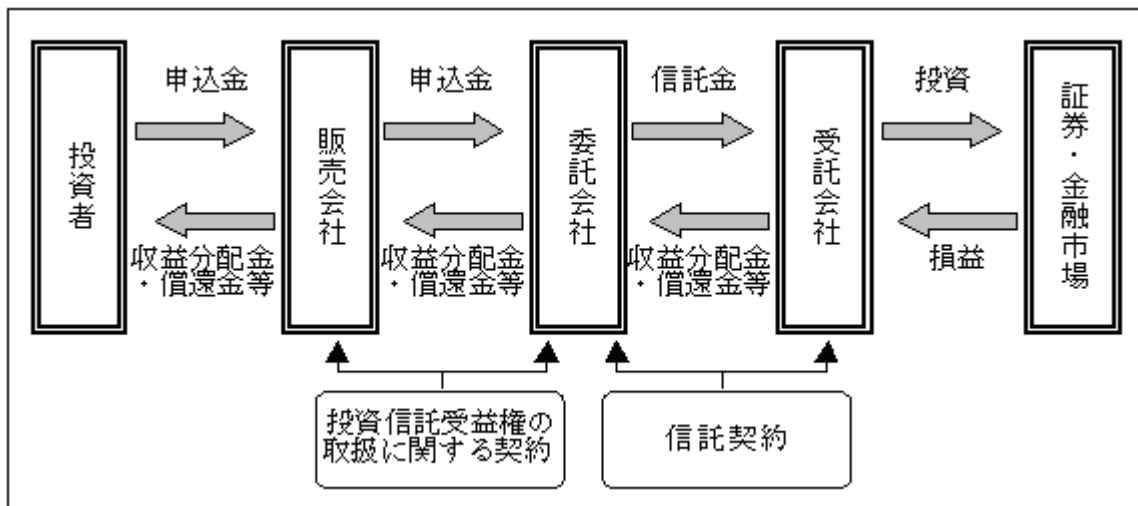 申込金
申込金
信託金
投資
投資者
販売会社
委託会社
受託会社
証券・金融市場
収益分配金
・償還金等
収益分配金
・償還金等
収益分配金
・償還金等
損益
投資信託受益権の
取扱に関する契約
信託契約